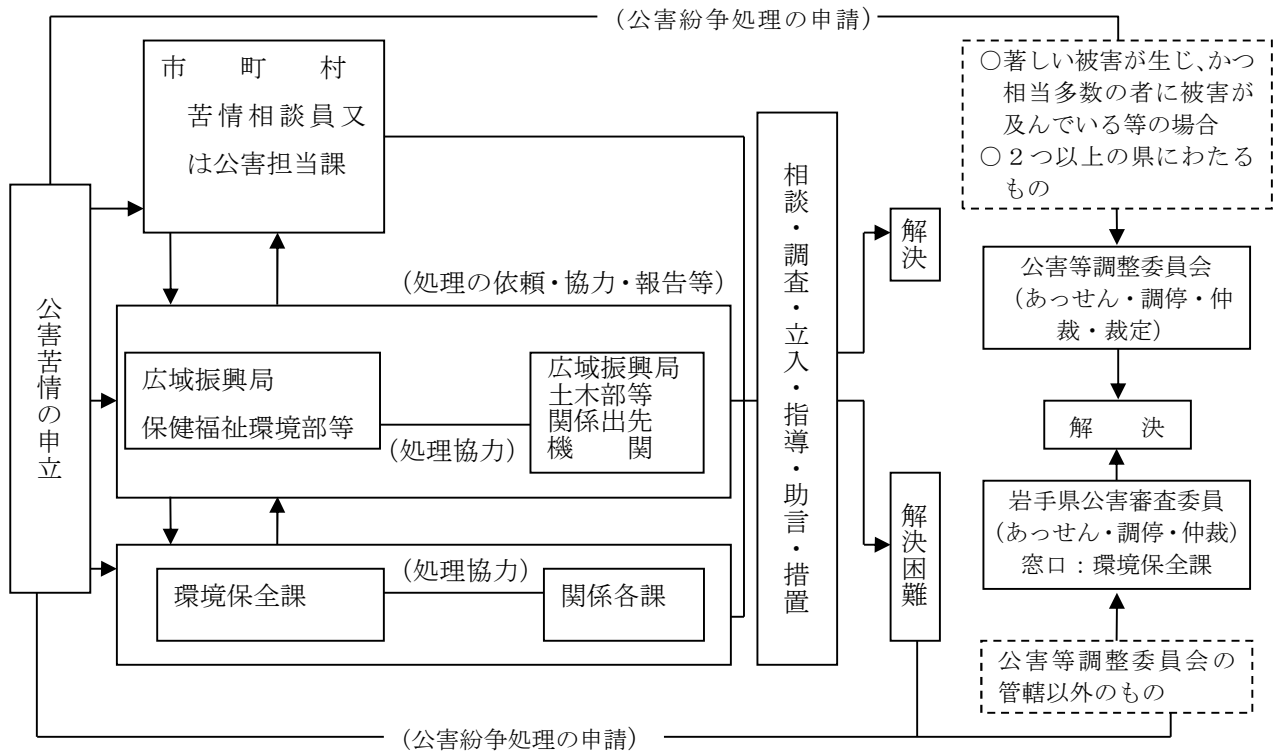 （公害紛争処理の申請）
市　町　村
苦情相談員又
は公害担当課
公害苦情の申立
（処理の依頼・協力・報告等）
広域振興局
保健福祉環境部等
（処理協力）
広域振興局
土木部等
関係出先
機　関
環境保全課
（処理協力）
関係各課
相談・調査・立入・指導・助言・措置
解決
解決困難
○著しい被害が生じ、かつ
相当多数の者に被害が
及んでいる等の場合
○２つ以上の県にわたる
もの
公害等調整委員会
（あっせん・調停・仲
裁・裁定）
解　決
岩手県公害審査委員
（あっせん・調停・仲裁）
窓口：環境保全課
公害等調整委員会の
管轄以外のもの
（公害紛争処理の申請）